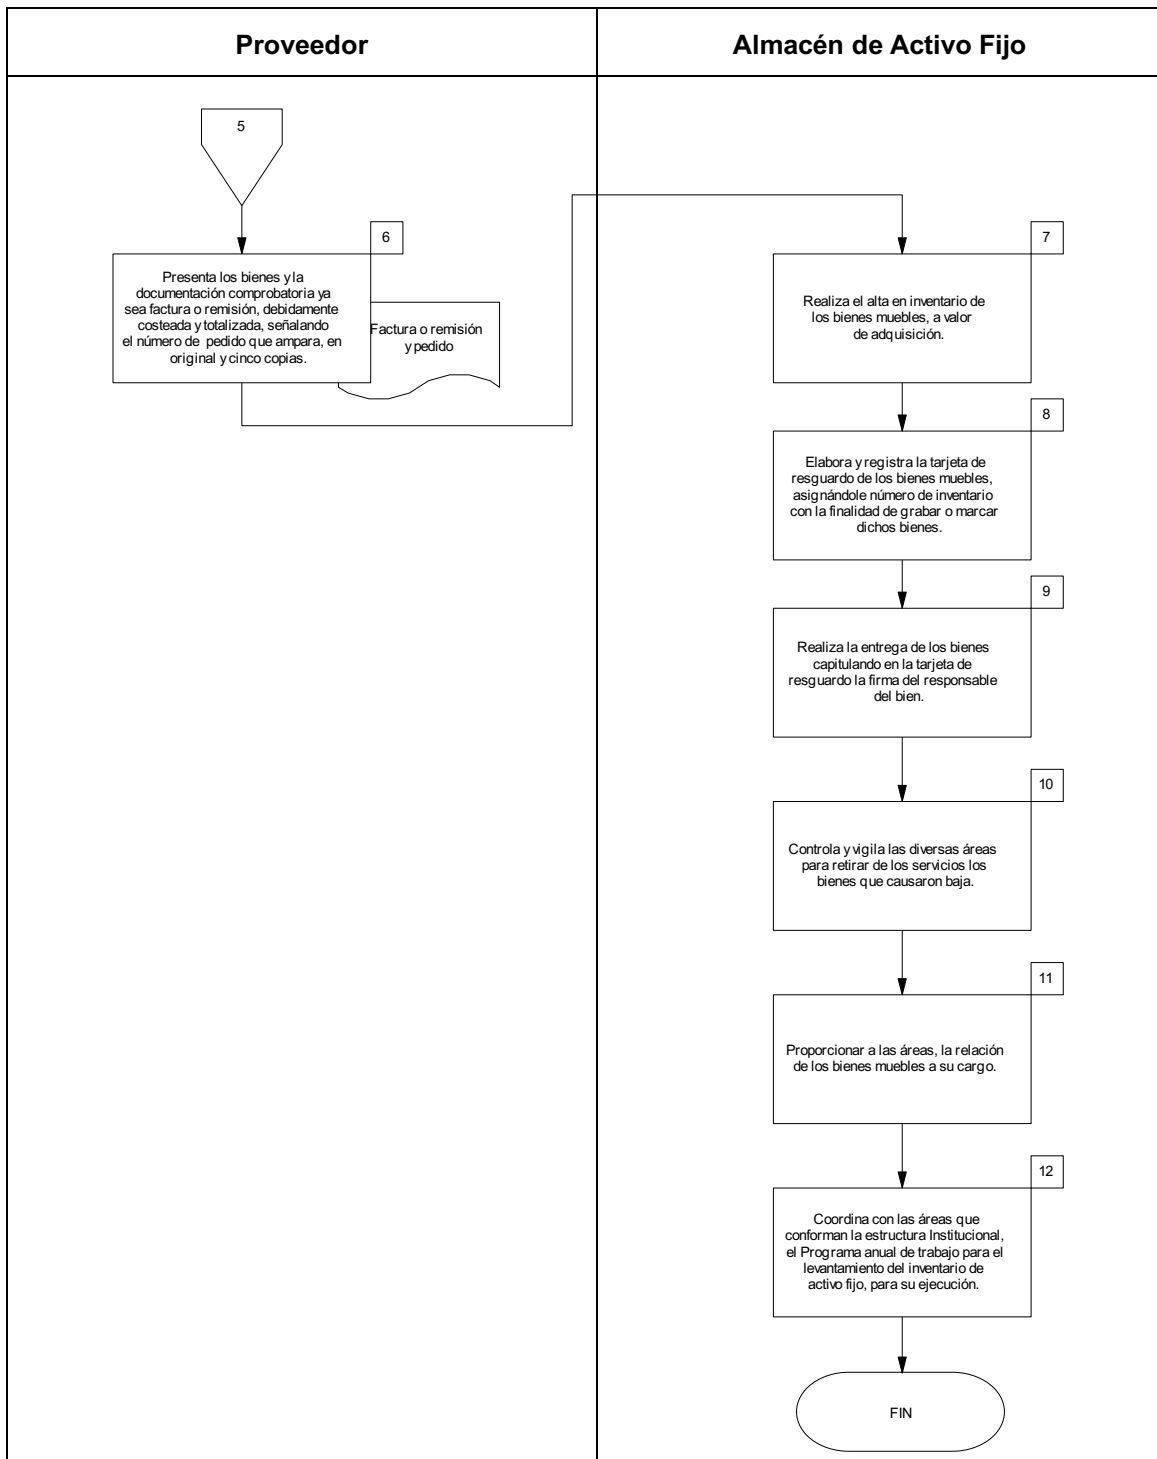 Proveedor
Almacén de Activo Fijo
5
6
Presenta los bienes y la
documentación comprobatoria ya
sea factura o remisión, debidamente
costeada y totalizada, señalando
el número de pedido que ampara, en
original y cinco copias.
Factura o remisión
y pedido
7
Realiza el alta en inventario de
los bienes muebles, a valor
de adquisición.
8
Elabora y registra la tarjeta de
resguardo de los bienes muebles,
asignándole número de inventario
con la finalidad de grabar o marcar
dichos bienes.
9
Realiza la entrega de los bienes
capitulando en la tarjeta de
resguardo la firma del responsable
del bien.
10
Controla y vigila las diversas áreas
para retirar de los servicios los
bienes que causaron baja.
11
Proporcionar a las áreas, la relación
de los bienes muebles a su cargo.
12
Coordina con las áreas que
conforman la estructura Institucional,
el Programa anual de trabajo para el
levantamiento del inventario de
activo fijo, para su ejecución.
FIN